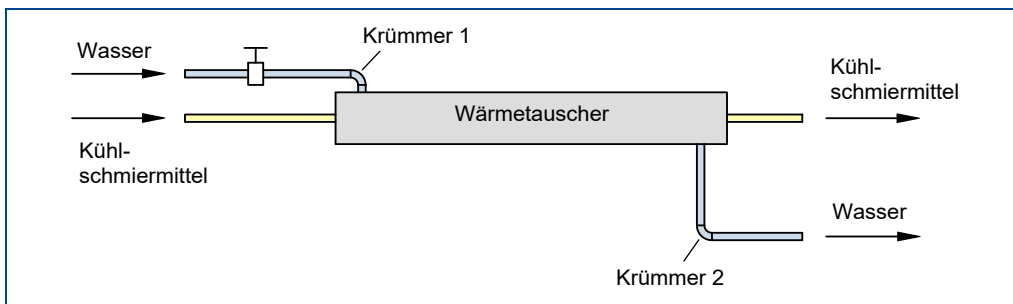 Krümmer 1
Wasser
Kühl-
schmiermittel
Wärmetauscher
Kühl-
schmiermittel
Wasser
Krümmer 2